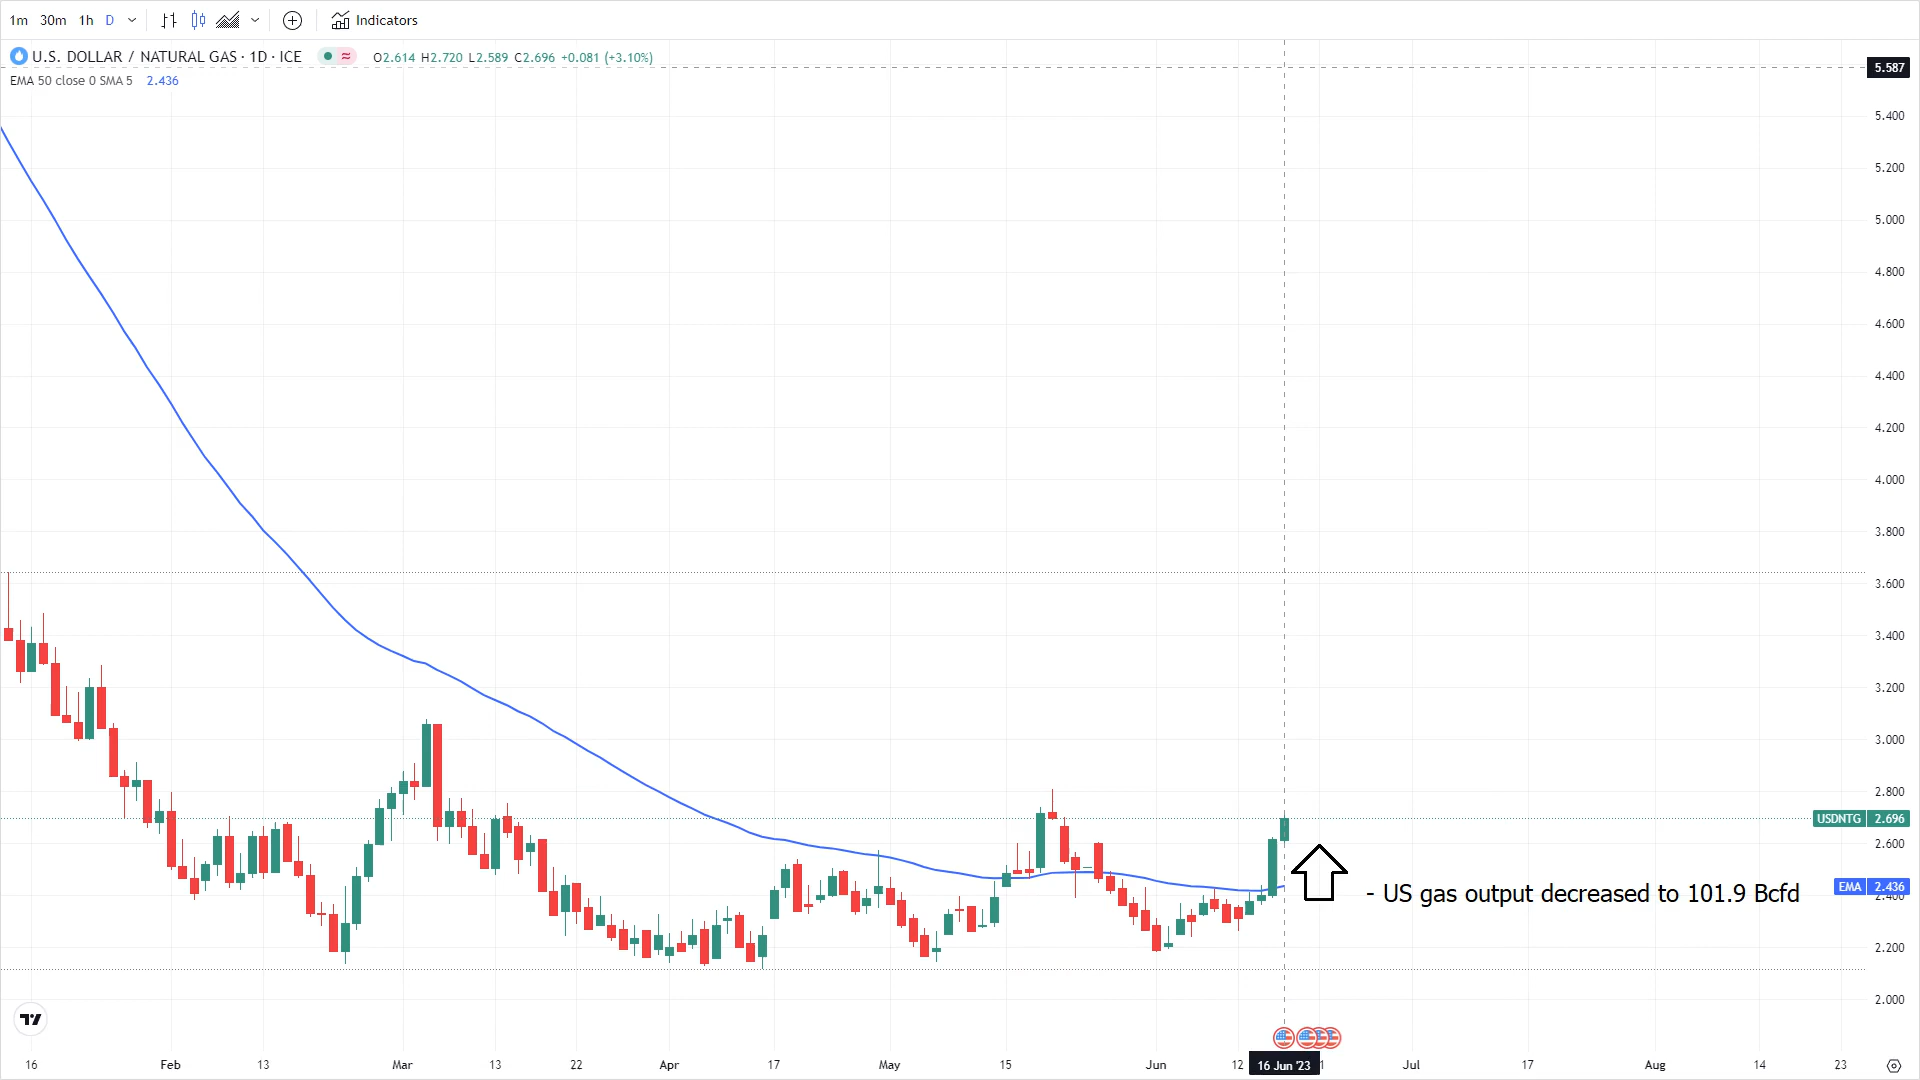 1m 30m 1h D Indicators
U.S. DOLLAR / NATURAL GAS · 1D · ICE O2.614 H2.720 L2.589 C2.696 +0.081 (+3.10%)
EMA 50 close 0 SMA 5 2.436
5.587
5.400
5.200
5.000
4.800
4.600
4.400
4.200
4.000
3.800
3.600
3.400
3.200
3.000
2.800
USDNTG 2.696
2.600
EMA 2.436
2.400
- US gas output decreased to 101.9 Bcfd
2.200
2.000
16 Feb 13 Mar 13 22 Apr 17 May 15 Jun 12 16 Jun '23 1 Jul 17 Aug 14 23